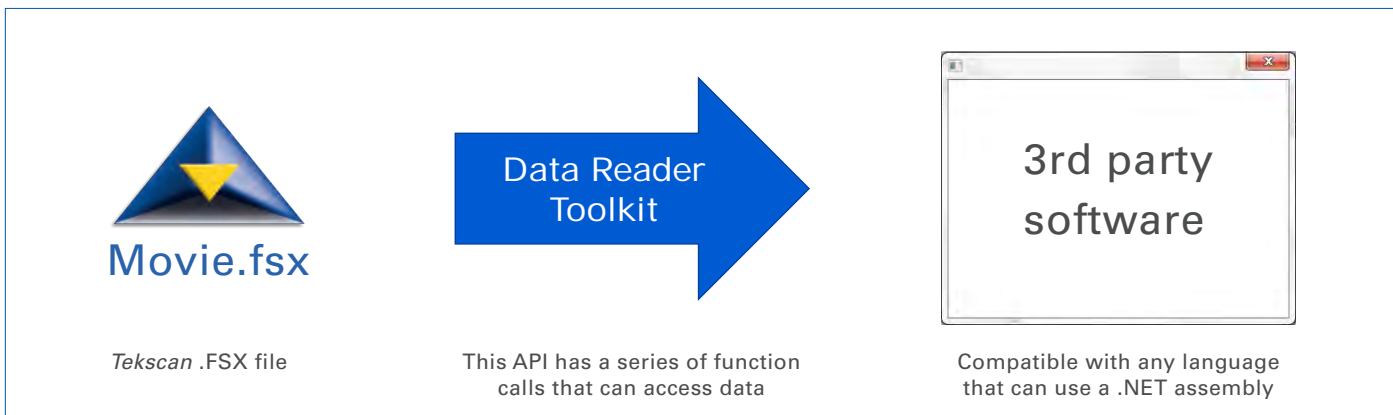 Movie.fsx
Tekscan .FSX file
Data Reader
Toolkit
This API has a series of function
calls that can access data
x
3rd party
software
Compatible with any language
that can use a .NET assembly